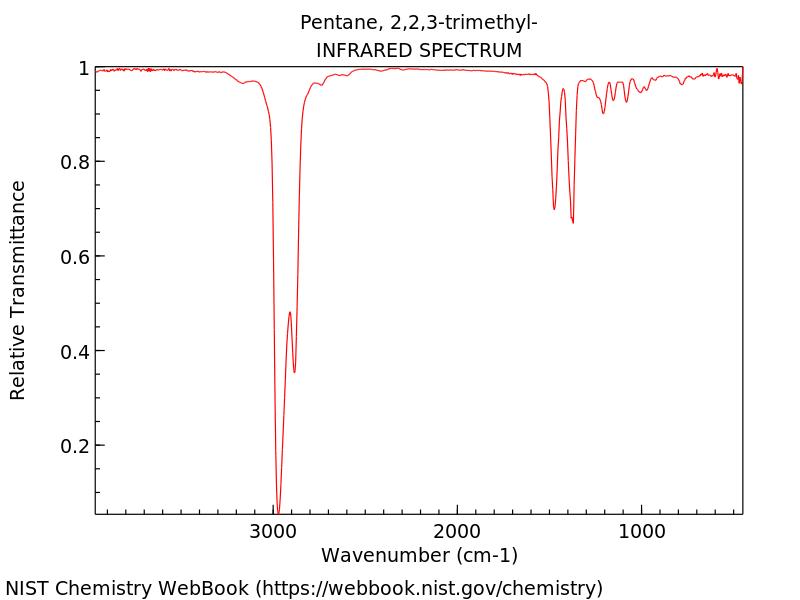 Pentane, 2,2,3-trimethyl-
INFRARED SPECTRUM
1
0.8
0.6
0.4
0.2
Relative Transmittance
3000
2000
1000
Wavenumber (cm-1)
NIST Chemistry WebBook (https://webbook.nist.gov/chemistry)